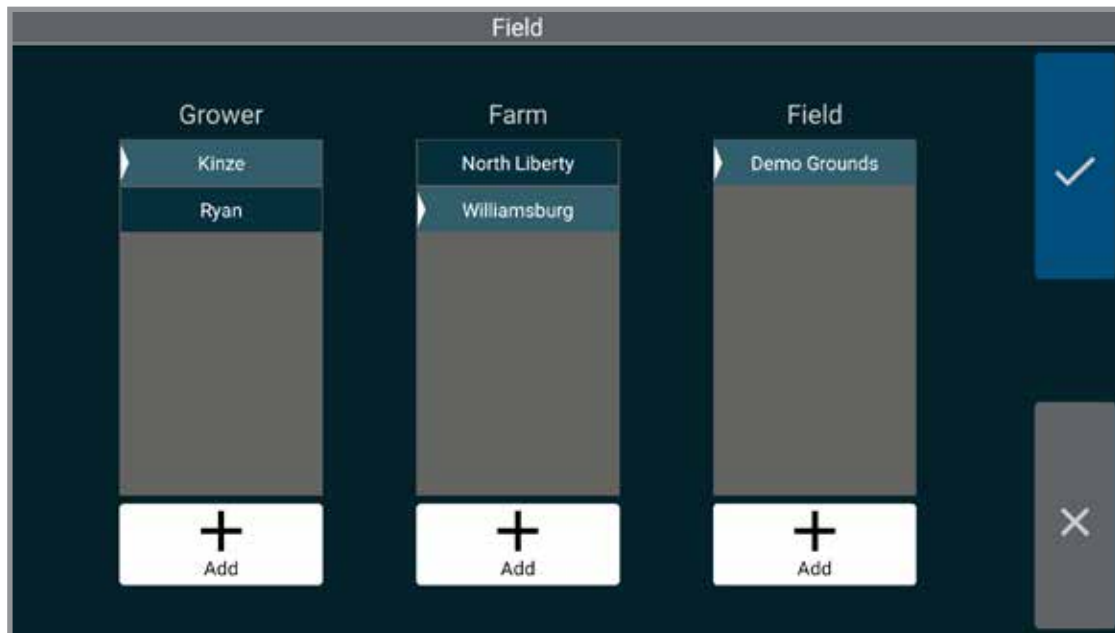 Field
Grower
Farm
Field
Kinze
North Liberty
Demo Grounds
Ryan
Williamsburg
Add
Add
Add